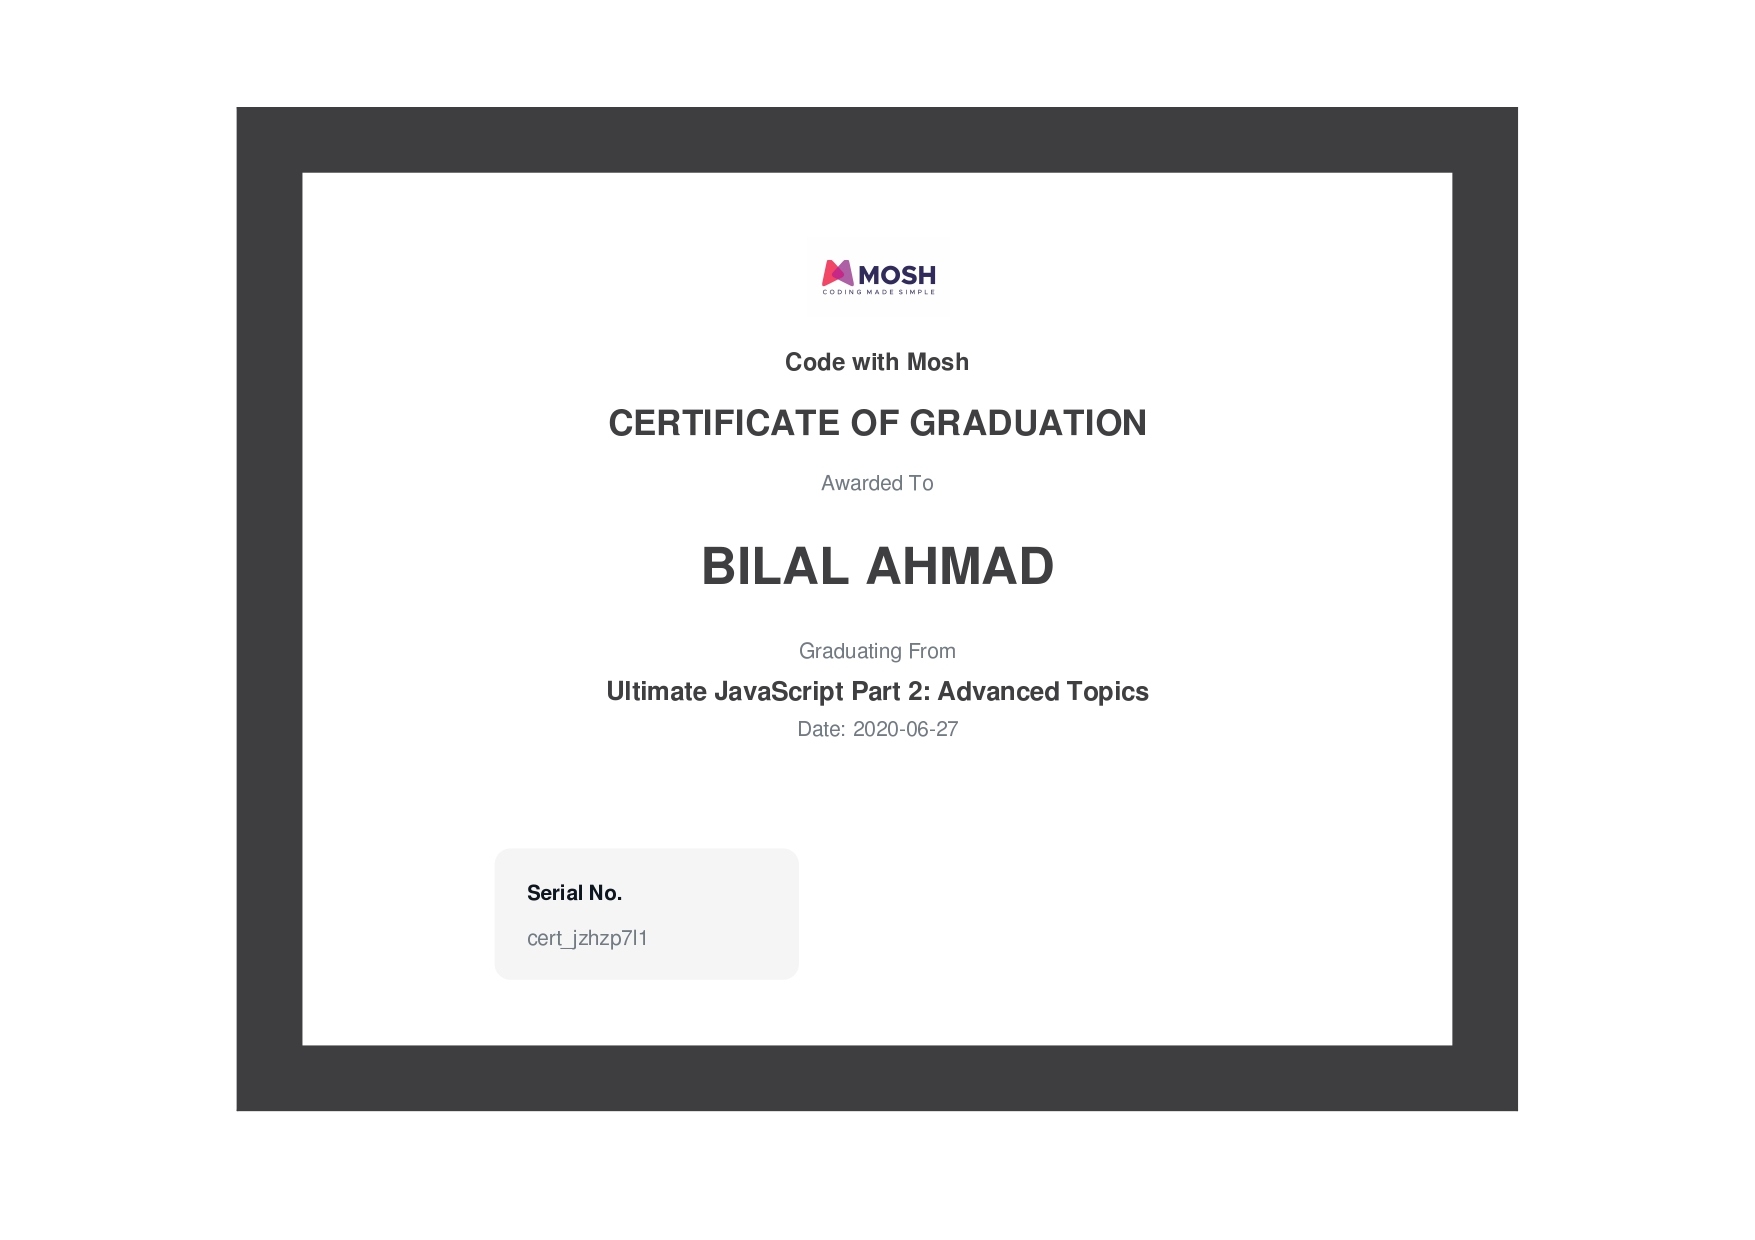 MOSH
CODING MADE SIMPLE
Code with Mosh
CERTIFICATE OF GRADUATION
Awarded To
BILAL AHMAD
Graduating From
Ultimate JavaScript Part 2: Advanced Topics
Date: 2020-06-27
Serial No.
cert_jzhzp7l1